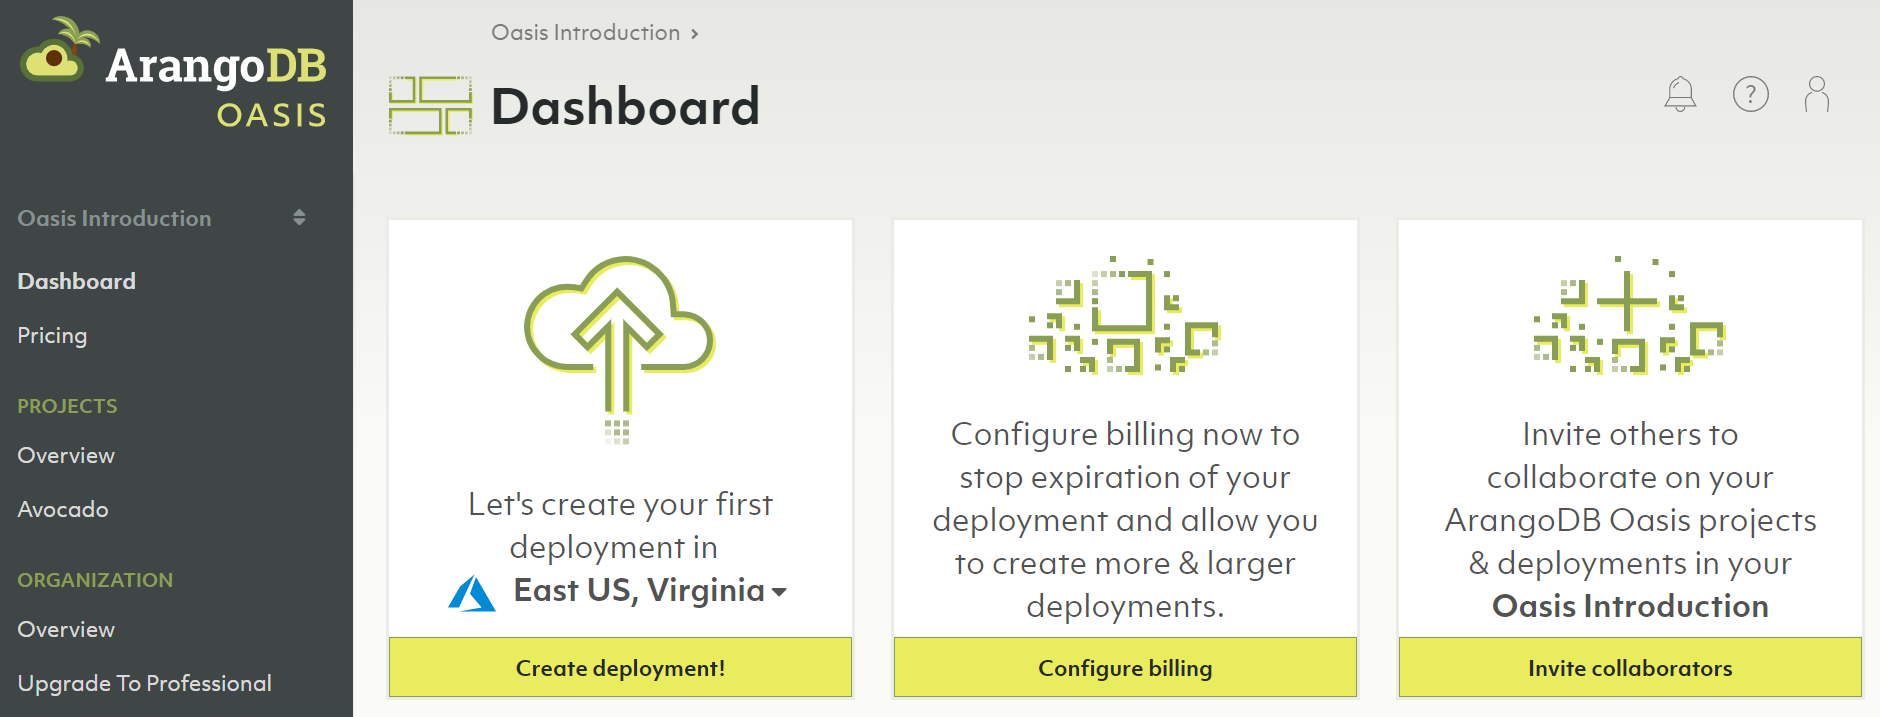 ArangoDB
OASIS
Oasis Introduction
Dashboard
Pricing
PROJECTS
Overview
Avocado
ORGANIZATION
Overview
Upgrade To Professional
Oasis Introduction ›
Dashboard
?
Let's create your first
deployment in
East US, Virginia
Create deployment!
Configure billing now to
stop expiration of your
deployment and allow you
to create more & larger
deployments.
Configure billing
Invite others to
collaborate on your
ArangoDB Oasis projects
& deployments in your
Oasis Introduction
Invite collaborators